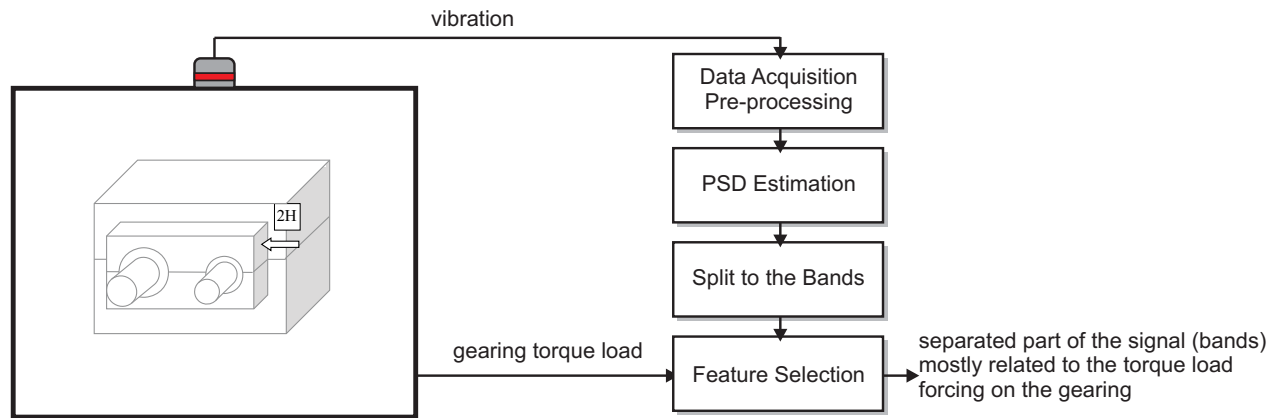 vibration
Data Acquisition
Pre-processing
PSD Estimation
2H
Split to the Bands
gearing torque load
Feature Selection
separated part of the signal (bands)
mostly related to the torque load
forcing on the gearing